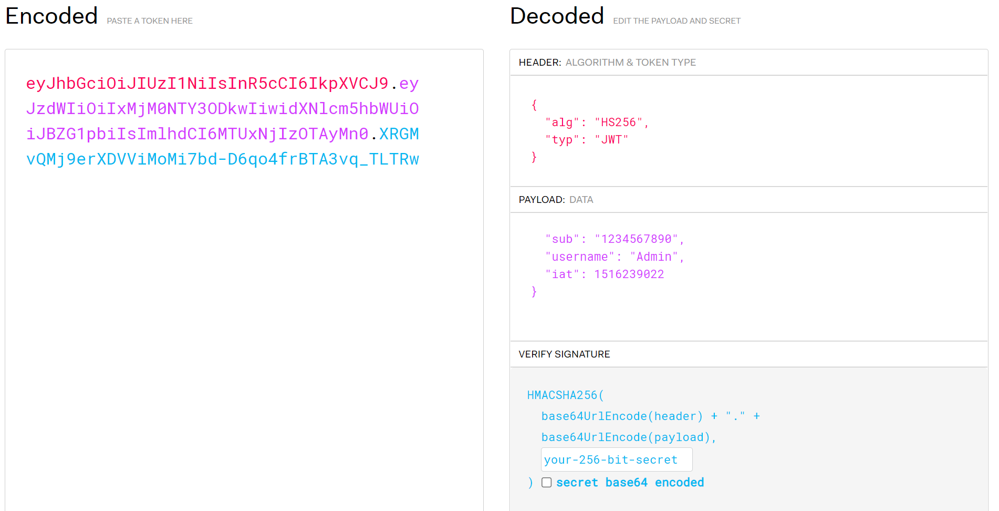 Encoded PASTE A TOKEN HERE
eyJhbGciOiJIUzI1NiIsInR5cCI6IkpXVCJ9.ey
JzdWIiOiIxMjM0NTY3ODkwIiwidXNlcm5hbWUiO
iJBZG1pbiIsImlhdCI6MTUxNjIzOTAyMn0.XRGM
vQMj9erXDVViMoMi7bd-D6qo4frBTA3vq_TLTRw
Decoded EDIT THE PAYLOAD AND SECRET
HEADER: ALGORITHM & TOKEN TYPE
{
"alg": "HS256",
"typ": "JWT"
}
PAYLOAD: DATA
"sub": "1234567890",
"username": "Admin",
"iat": 1516239022
}
VERIFY SIGNATURE
HMACSHA256(
base64UrlEncode(header) + "." +
base64UrlEncode(payload),
your-256-bit-secret
) secret base64 encoded